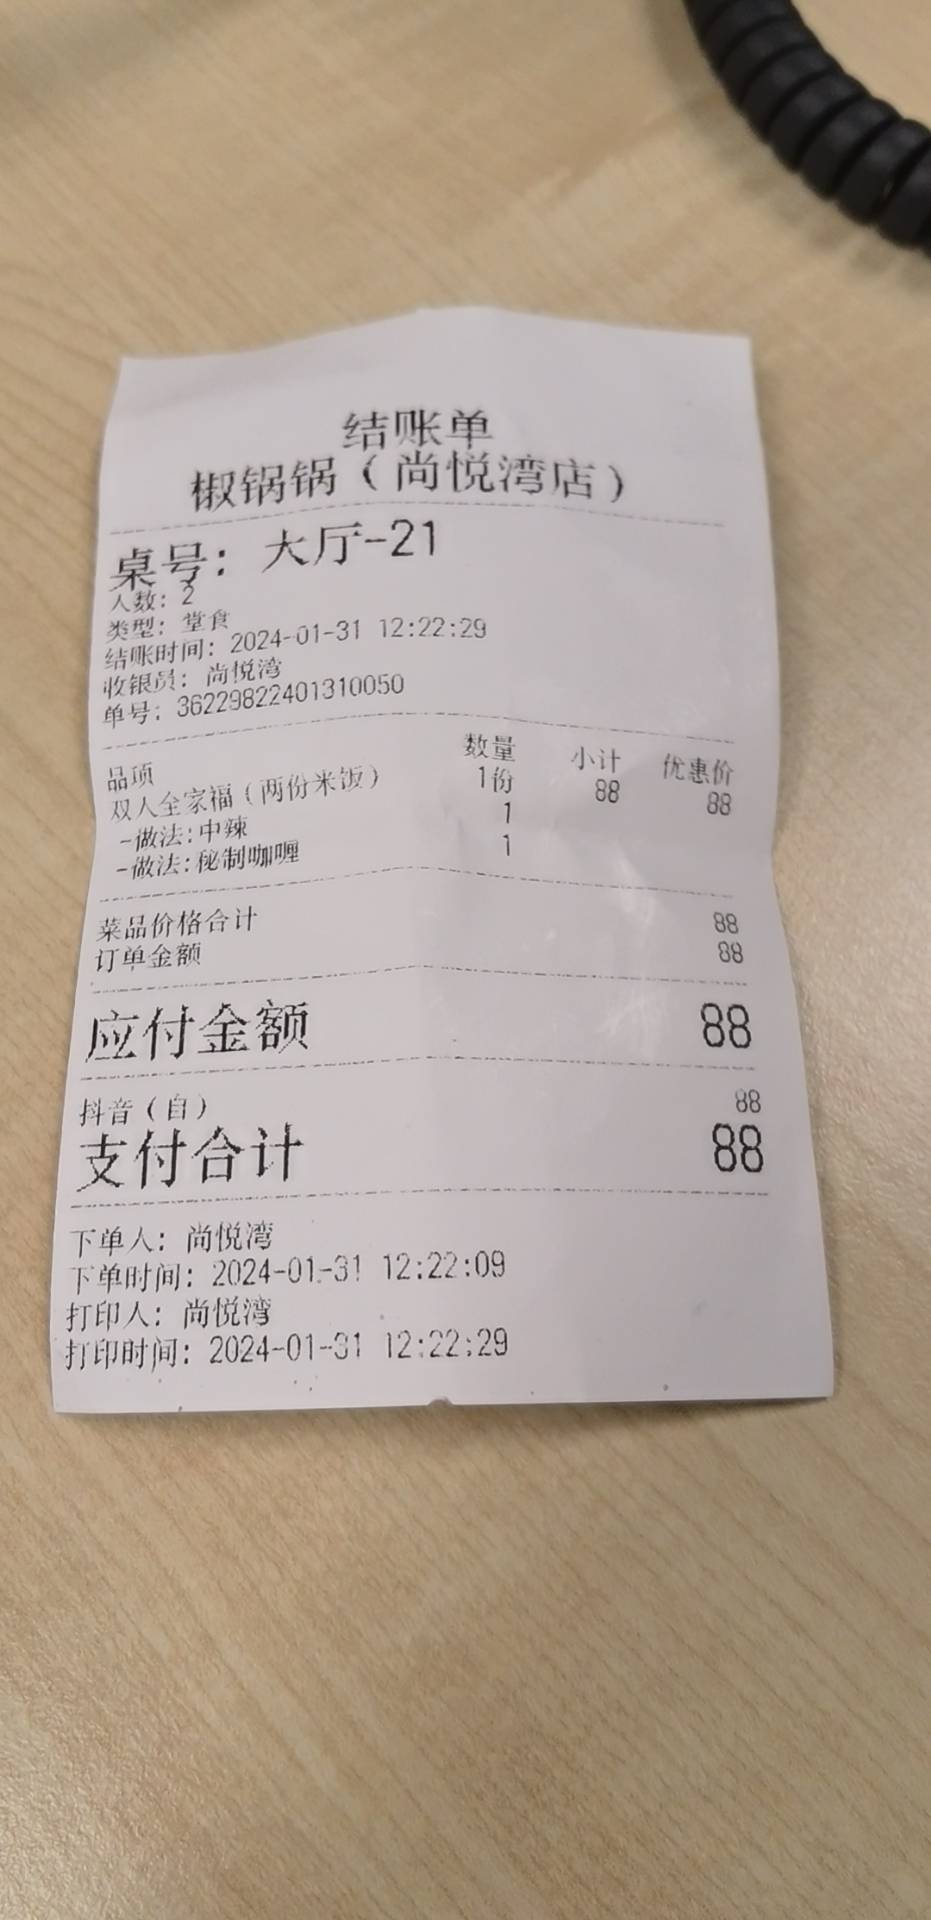 结账单
椒锅锅（尚悦湾店）
桌号：大厅-21
人数：2
类型：堂食
结账时间：2024-01-31 12:22:29
收银员：尚悦湾
单号：36229822401310050
品项 数量 小计 优惠价
双人全家福（两份米饭） 1份 88 88
-做法:中辣 1
-做法:秘制咖喱 1
菜品价格合计 88
订单金额 88
应付金额 88
抖音（自） 88
支付合计 88
下单人：尚悦湾
下单时间：2024-01-31 12:22:09
打印人：尚悦湾
打印时间：2024-01-31 12:22:29